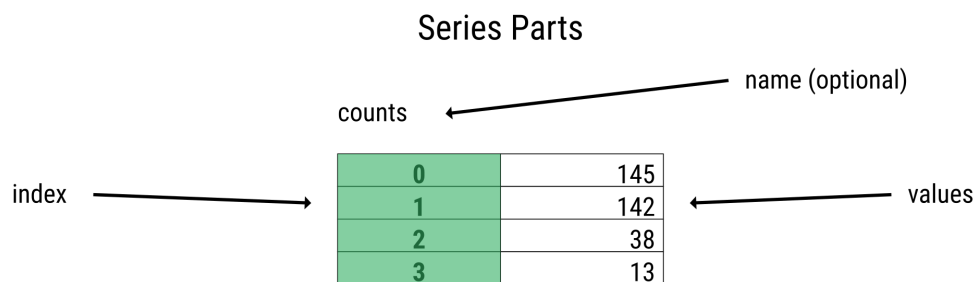 Series Parts
name (optional)
counts
0 145
index
1 142
values
2 38
3 13